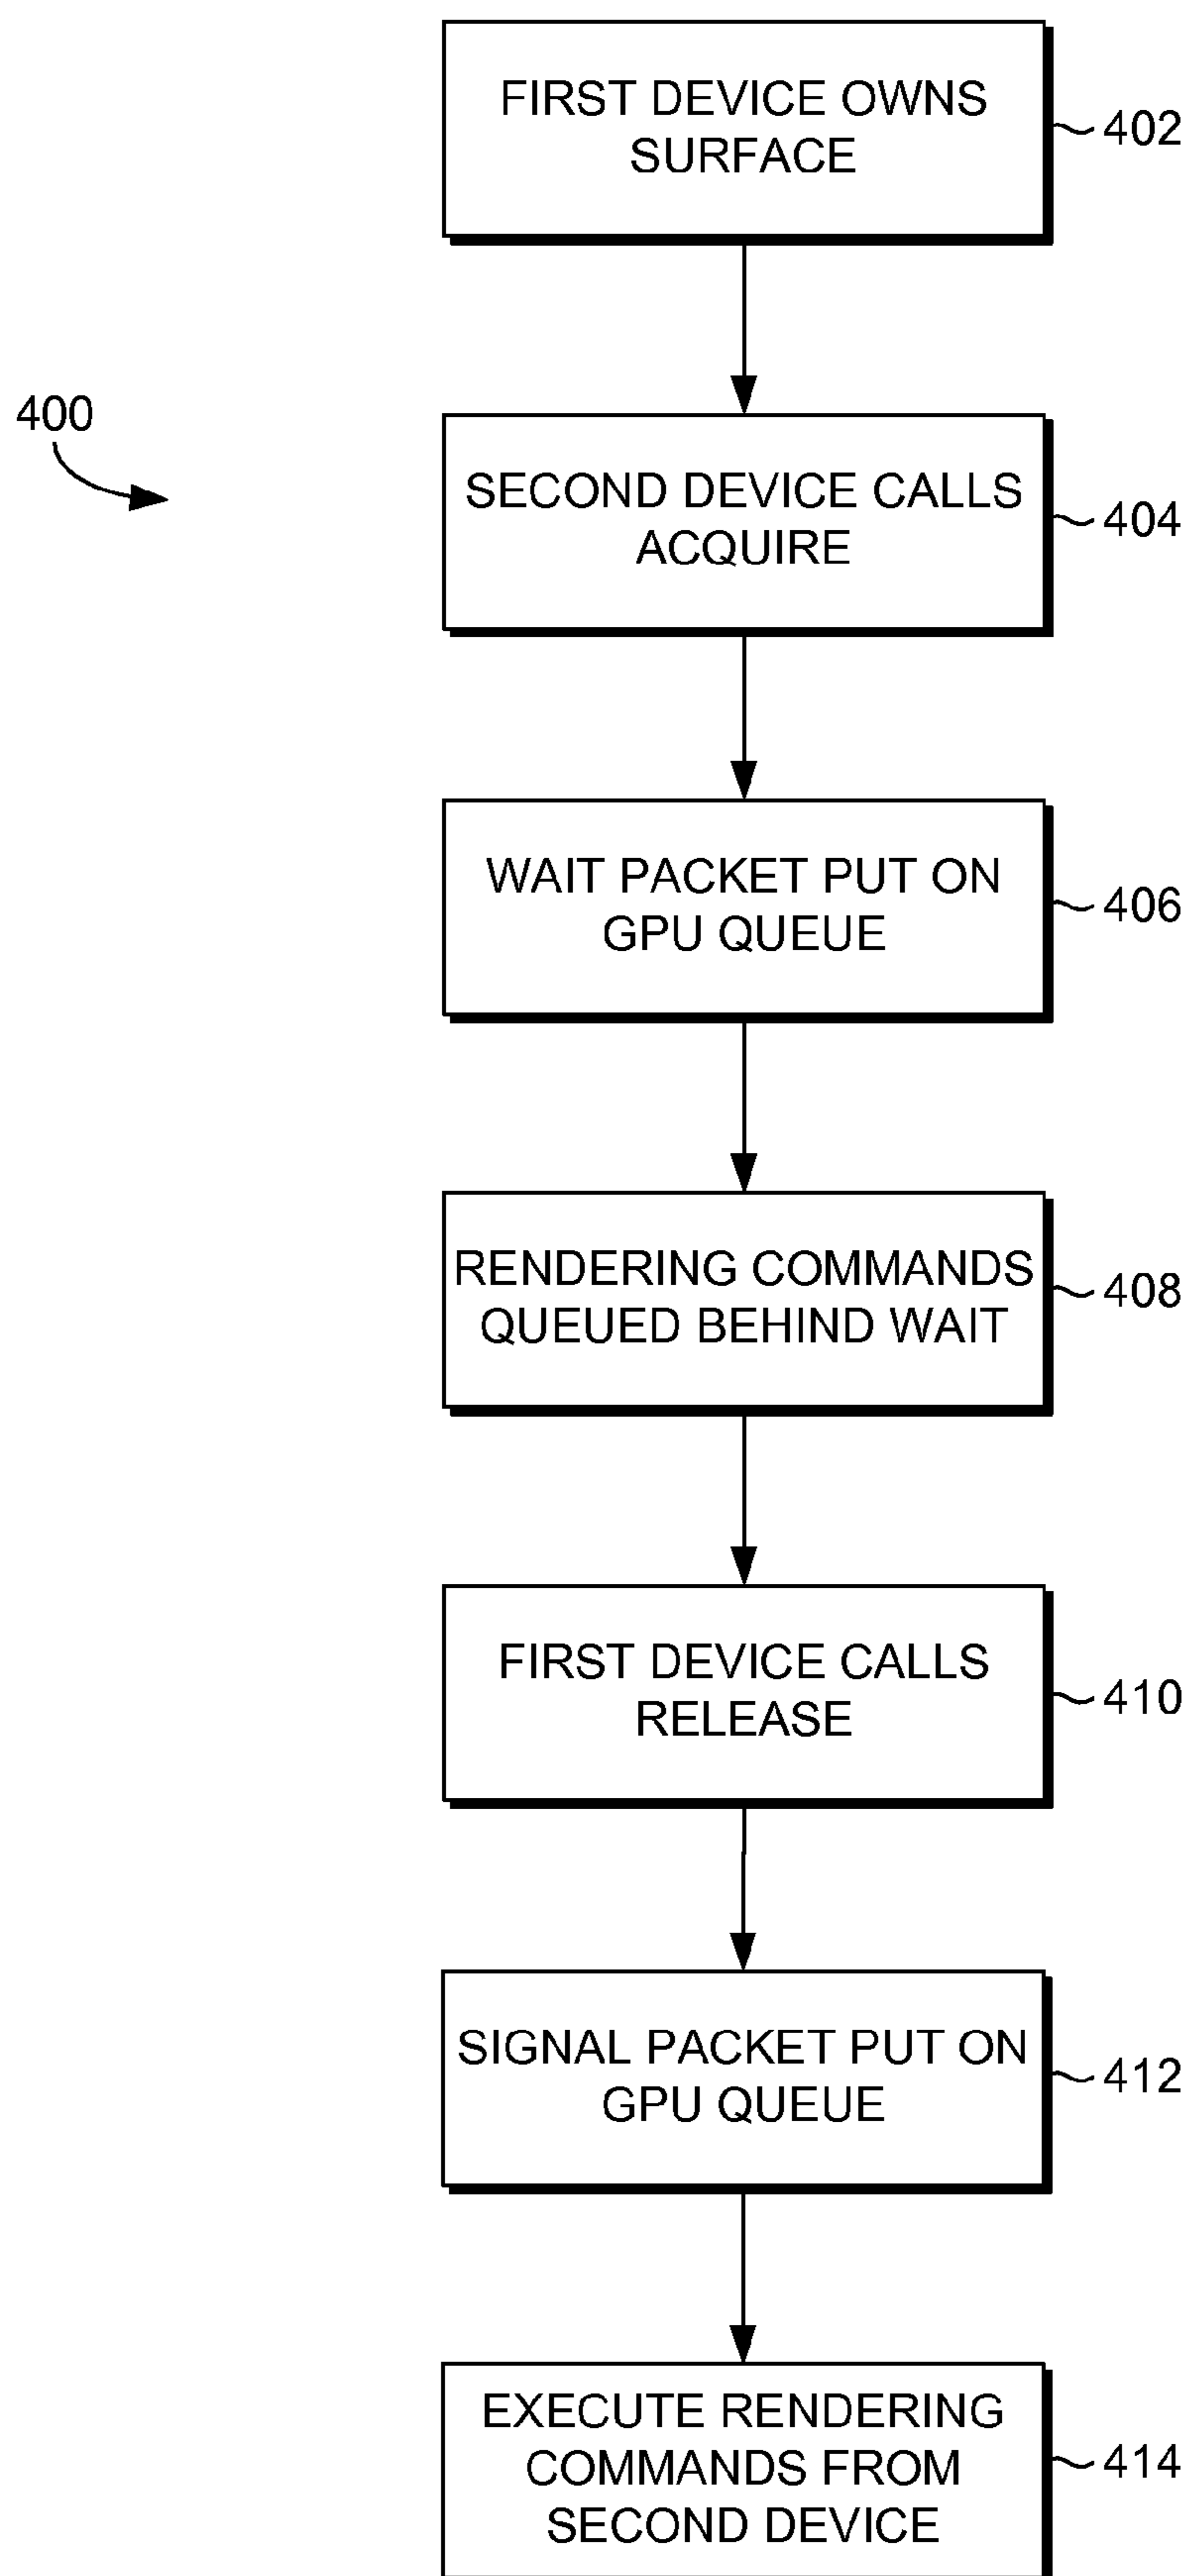 FIRST DEVICE OWNS
SURFACE
402
400
SECOND DEVICE CALLS
ACQUIRE
404
WAIT PACKET PUT ON
GPU QUEUE
406
RENDERING COMMANDS
QUEUED BEHIND WAIT
408
FIRST DEVICE CALLS
RELEASE
410
SIGNAL PACKET PUT ON
GPU QUEUE
412
EXECUTE RENDERING
COMMANDS FROM
SECOND DEVICE
414